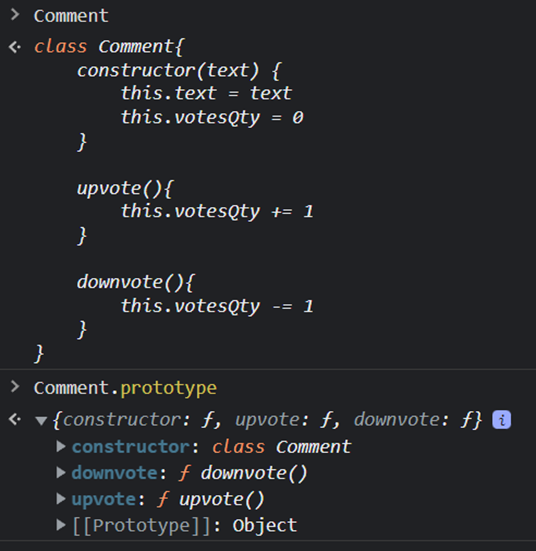 > Comment
class Comment{
constructor(text) {
this.text = text
this.votesQty = 0
}
upvote(){
this.votesQty += 1
}
downvote(){
this.votesQty -= 1
}
}
> Comment.prototype
{constructor: ƒ, upvote: ƒ, downvote: ƒ} i
constructor: class Comment
downvote: ƒ downvote()
upvote: ƒ upvote()
[[Prototype]]: Object